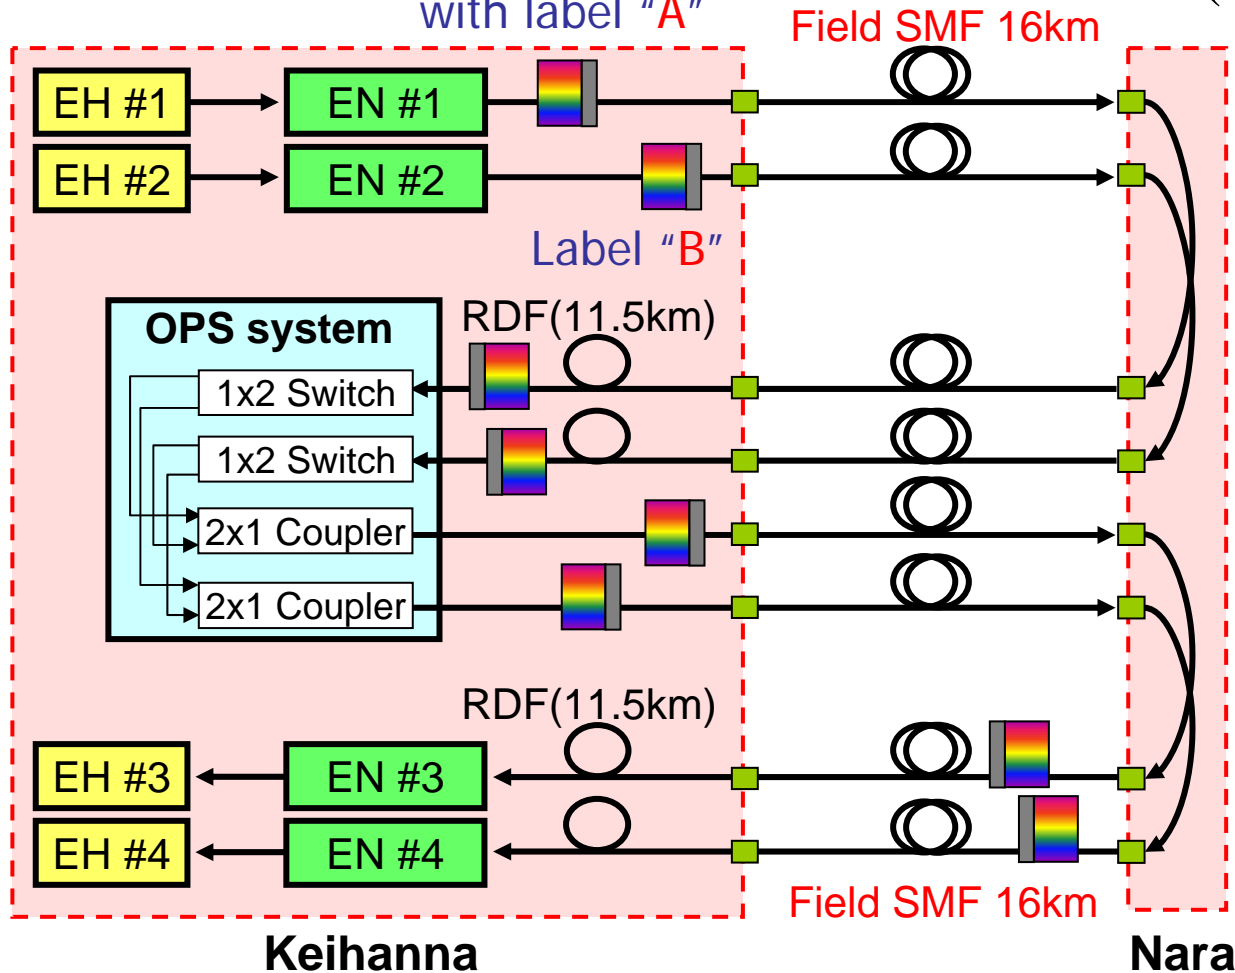 with label “A”
Field SMF 16km
EH #1
EN #1
EH #2
EN #2
Label “B”
OPS system
RDF(11.5km)
1x2 Switch
1x2 Switch
2x1 Coupler
2x1 Coupler
RDF(11.5km)
EH #3
EN #3
EH #4
EN #4
Field SMF 16km
Keihanna
Nara